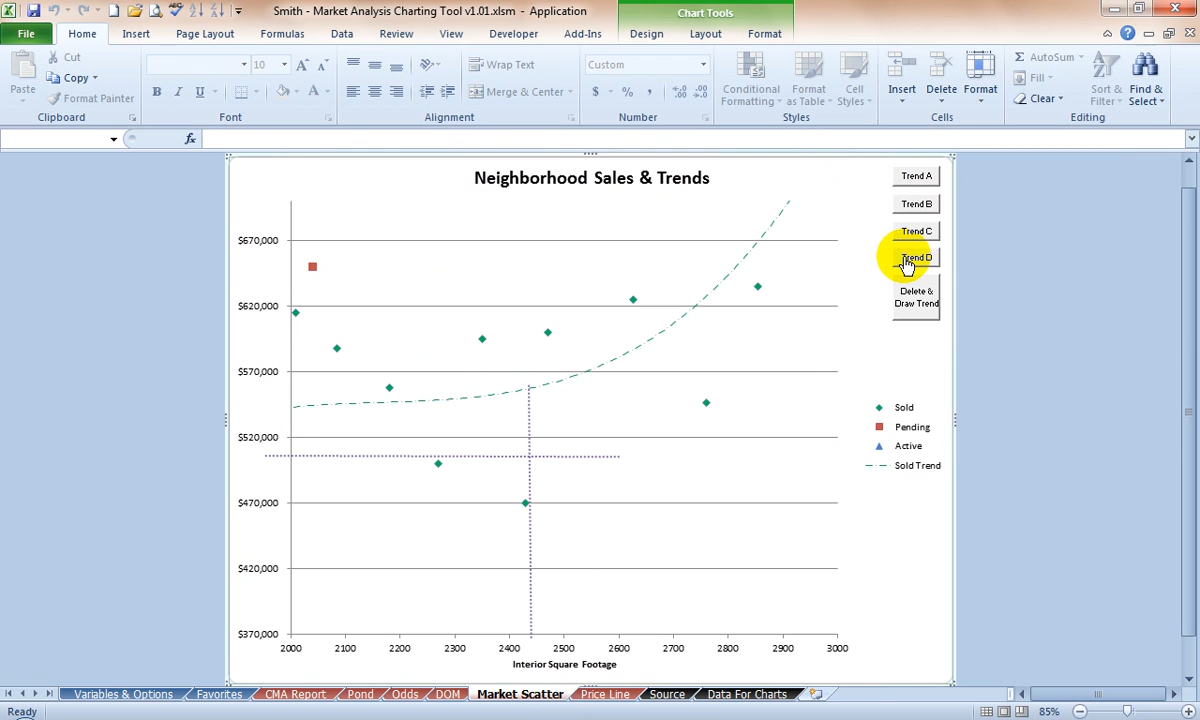 Smith - Market Analysis Charting Tool v1.01.xlsm - Application
Chart Tools
File Home Insert Page Layout Formulas Data Review View Developer Add-Ins Design Layout Format
Paste
Cut
Copy
Format Painter
Clipboard
10
B I U
Font
Wrap Text
Merge & Center
Alignment
Custom
$ % ,
Number
Conditional Formatting
Format as Table
Cell Styles
Styles
Insert
Delete
Format
Cells
AutoSum
Fill
Clear
Sort & Filter
Find & Select
Editing
fx
Neighborhood Sales & Trends
Trend A
Trend B
Trend C
Trend D
Delete &
Draw Trend
$670,000
$620,000
$570,000
$520,000
$470,000
$420,000
$370,000
2000 2100 2200 2300 2400 2500 2600 2700 2800 2900 3000
Interior Square Footage
Sold
Pending
Active
Sold Trend
Variables & Options Favorites CMA Report Pond Odds DOM Market Scatter Price Line Source Data For Charts
Ready
85%